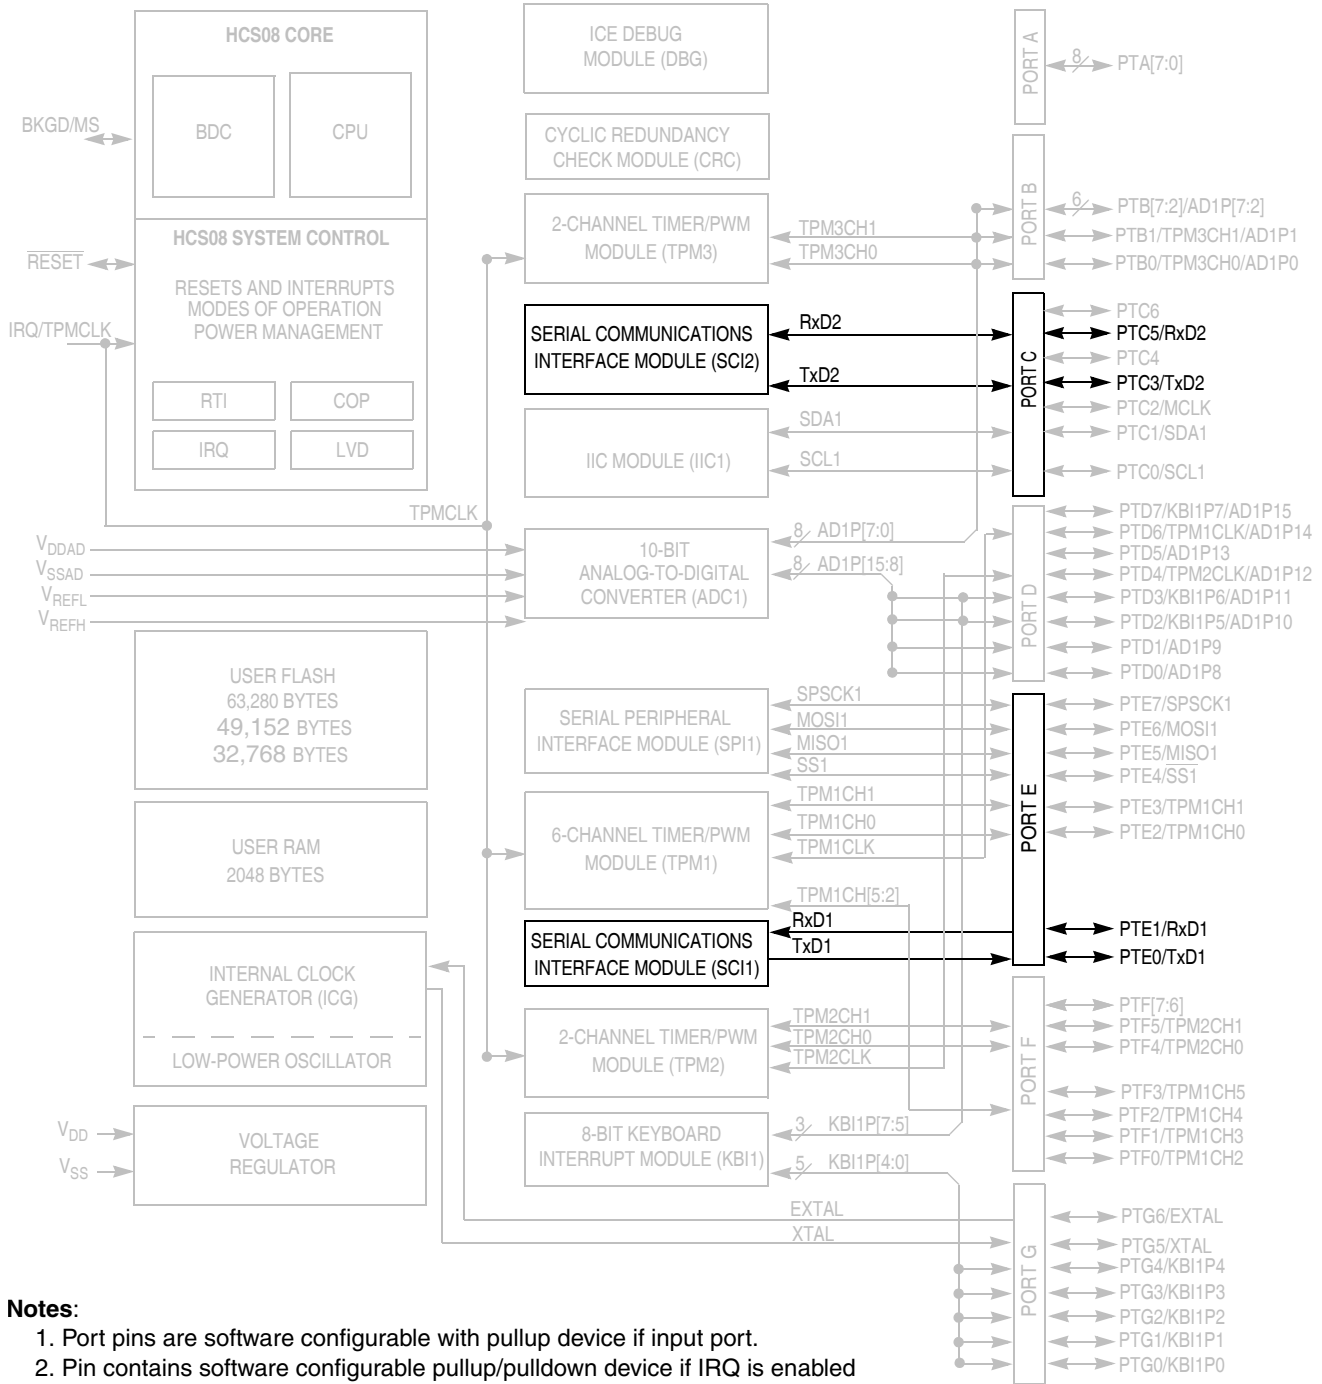 HCS08 CORE
BDC
CPU
BKGD/MS
HCS08 SYSTEM CONTROL
RESET
RESETS AND INTERRUPTS
MODES OF OPERATION
POWER MANAGEMENT
IRQ/TPMCLK
RTI
COP
IRQ
LVD
TPMCLK
VDDAD
VSSAD
VREFL
VREFH
USER FLASH
63,280 BYTES
49,152 BYTES
32,768 BYTES
USER RAM
2048 BYTES
INTERNAL CLOCK
GENERATOR (ICG)
LOW-POWER OSCILLATOR
VDD
VSS
VOLTAGE
REGULATOR
ICE DEBUG
MODULE (DBG)
CYCLIC REDUNDANCY
CHECK MODULE (CRC)
2-CHANNEL TIMER/PWM
MODULE (TPM3)
TPM3CH1
TPM3CH0
SERIAL COMMUNICATIONS
INTERFACE MODULE (SCI2)
RxD2
TxD2
IIC MODULE (IIC1)
SDA1
SCL1
10-BIT
ANALOG-TO-DIGITAL
CONVERTER (ADC1)
8 AD1P[7:0]
8 AD1P[15:8]
SERIAL PERIPHERAL
INTERFACE MODULE (SPI1)
SPSCK1
MOSI1
MISO1
SS1
6-CHANNEL TIMER/PWM
MODULE (TPM1)
TPM1CH1
TPM1CH0
TPM1CLK
TPM1CH[5:2]
SERIAL COMMUNICATIONS
INTERFACE MODULE (SCI1)
RxD1
TxD1
2-CHANNEL TIMER/PWM
MODULE (TPM2)
TPM2CH1
TPM2CH0
TPM2CLK
8-BIT KEYBOARD
INTERRUPT MODULE (KBI1)
3 KBI1P[7:5]
5 KBI1P[4:0]
EXTAL
XTAL
PORT A
8 PTA[7:0]
PORT B
6 PTB[7:2]/AD1P[7:2]
PTB1/TPM3CH1/AD1P1
PTB0/TPM3CH0/AD1P0
PORT C
PTC6
PTC5/RxD2
PTC4
PTC3/TxD2
PTC2/MCLK
PTC1/SDA1
PTC0/SCL1
PORT D
PTD7/KBI1P7/AD1P15
PTD6/TPM1CLK/AD1P14
PTD5/AD1P13
PTD4/TPM2CLK/AD1P12
PTD3/KBI1P6/AD1P11
PTD2/KBI1P5/AD1P10
PTD1/AD1P9
PTD0/AD1P8
PORT E
PTE7/SPSCK1
PTE6/MOSI1
PTE5/MISO1
PTE4/SS1
PTE3/TPM1CH1
PTE2/TPM1CH0
PTE1/RxD1
PTE0/TxD1
PORT F
PTF[7:6]
PTF5/TPM2CH1
PTF4/TPM2CH0
PTF3/TPM1CH5
PTF2/TPM1CH4
PTF1/TPM1CH3
PTF0/TPM1CH2
PORT G
PTG6/EXTAL
PTG5/XTAL
PTG4/KBI1P4
PTG3/KBI1P3
PTG2/KBI1P2
PTG1/KBI1P1
PTG0/KBI1P0
Notes:
1. Port pins are software configurable with pullup device if input port.
2. Pin contains software configurable pullup/pulldown device if IRQ is enabled